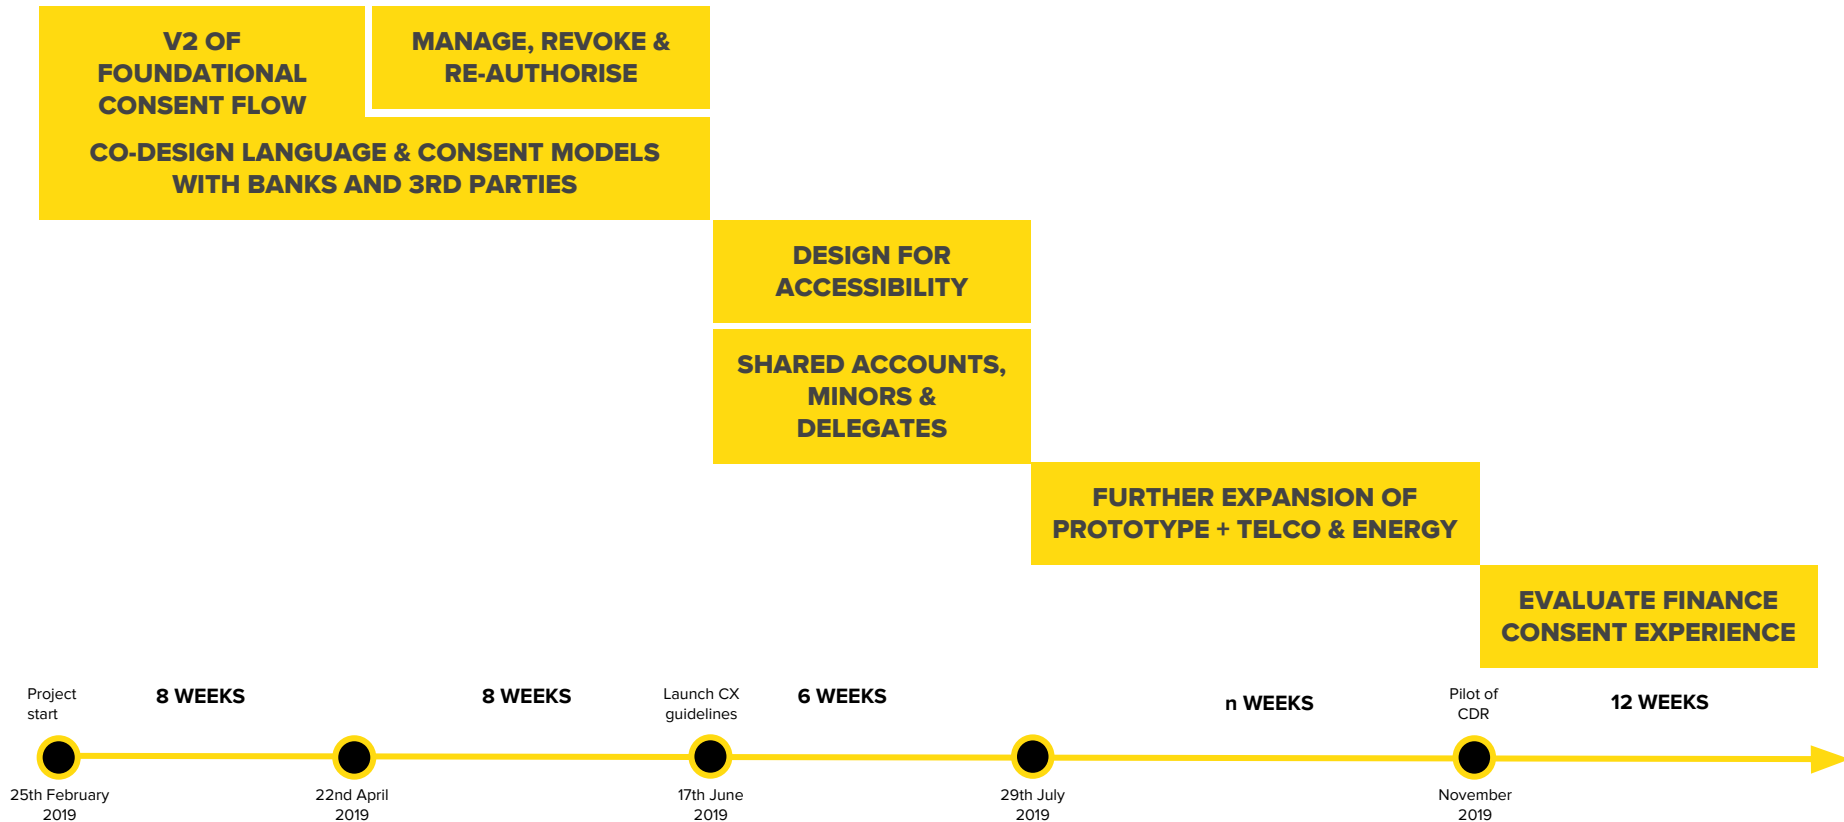 V2 OF
FOUNDATIONAL
CONSENT FLOW
MANAGE, REVOKE &
RE-AUTHORISE
CO-DESIGN LANGUAGE & CONSENT MODELS
WITH BANKS AND 3RD PARTIES
DESIGN FOR
ACCESSIBILITY
SHARED ACCOUNTS,
MINORS &
DELEGATES
FURTHER EXPANSION OF
PROTOTYPE + TELCO & ENERGY
EVALUATE FINANCE
CONSENT EXPERIENCE
Project
start
8 WEEKS
8 WEEKS
Launch CX
guidelines
6 WEEKS
n WEEKS
Pilot of
CDR
12 WEEKS
25th February
2019
22nd April
2019
17th June
2019
29th July
2019
November
2019